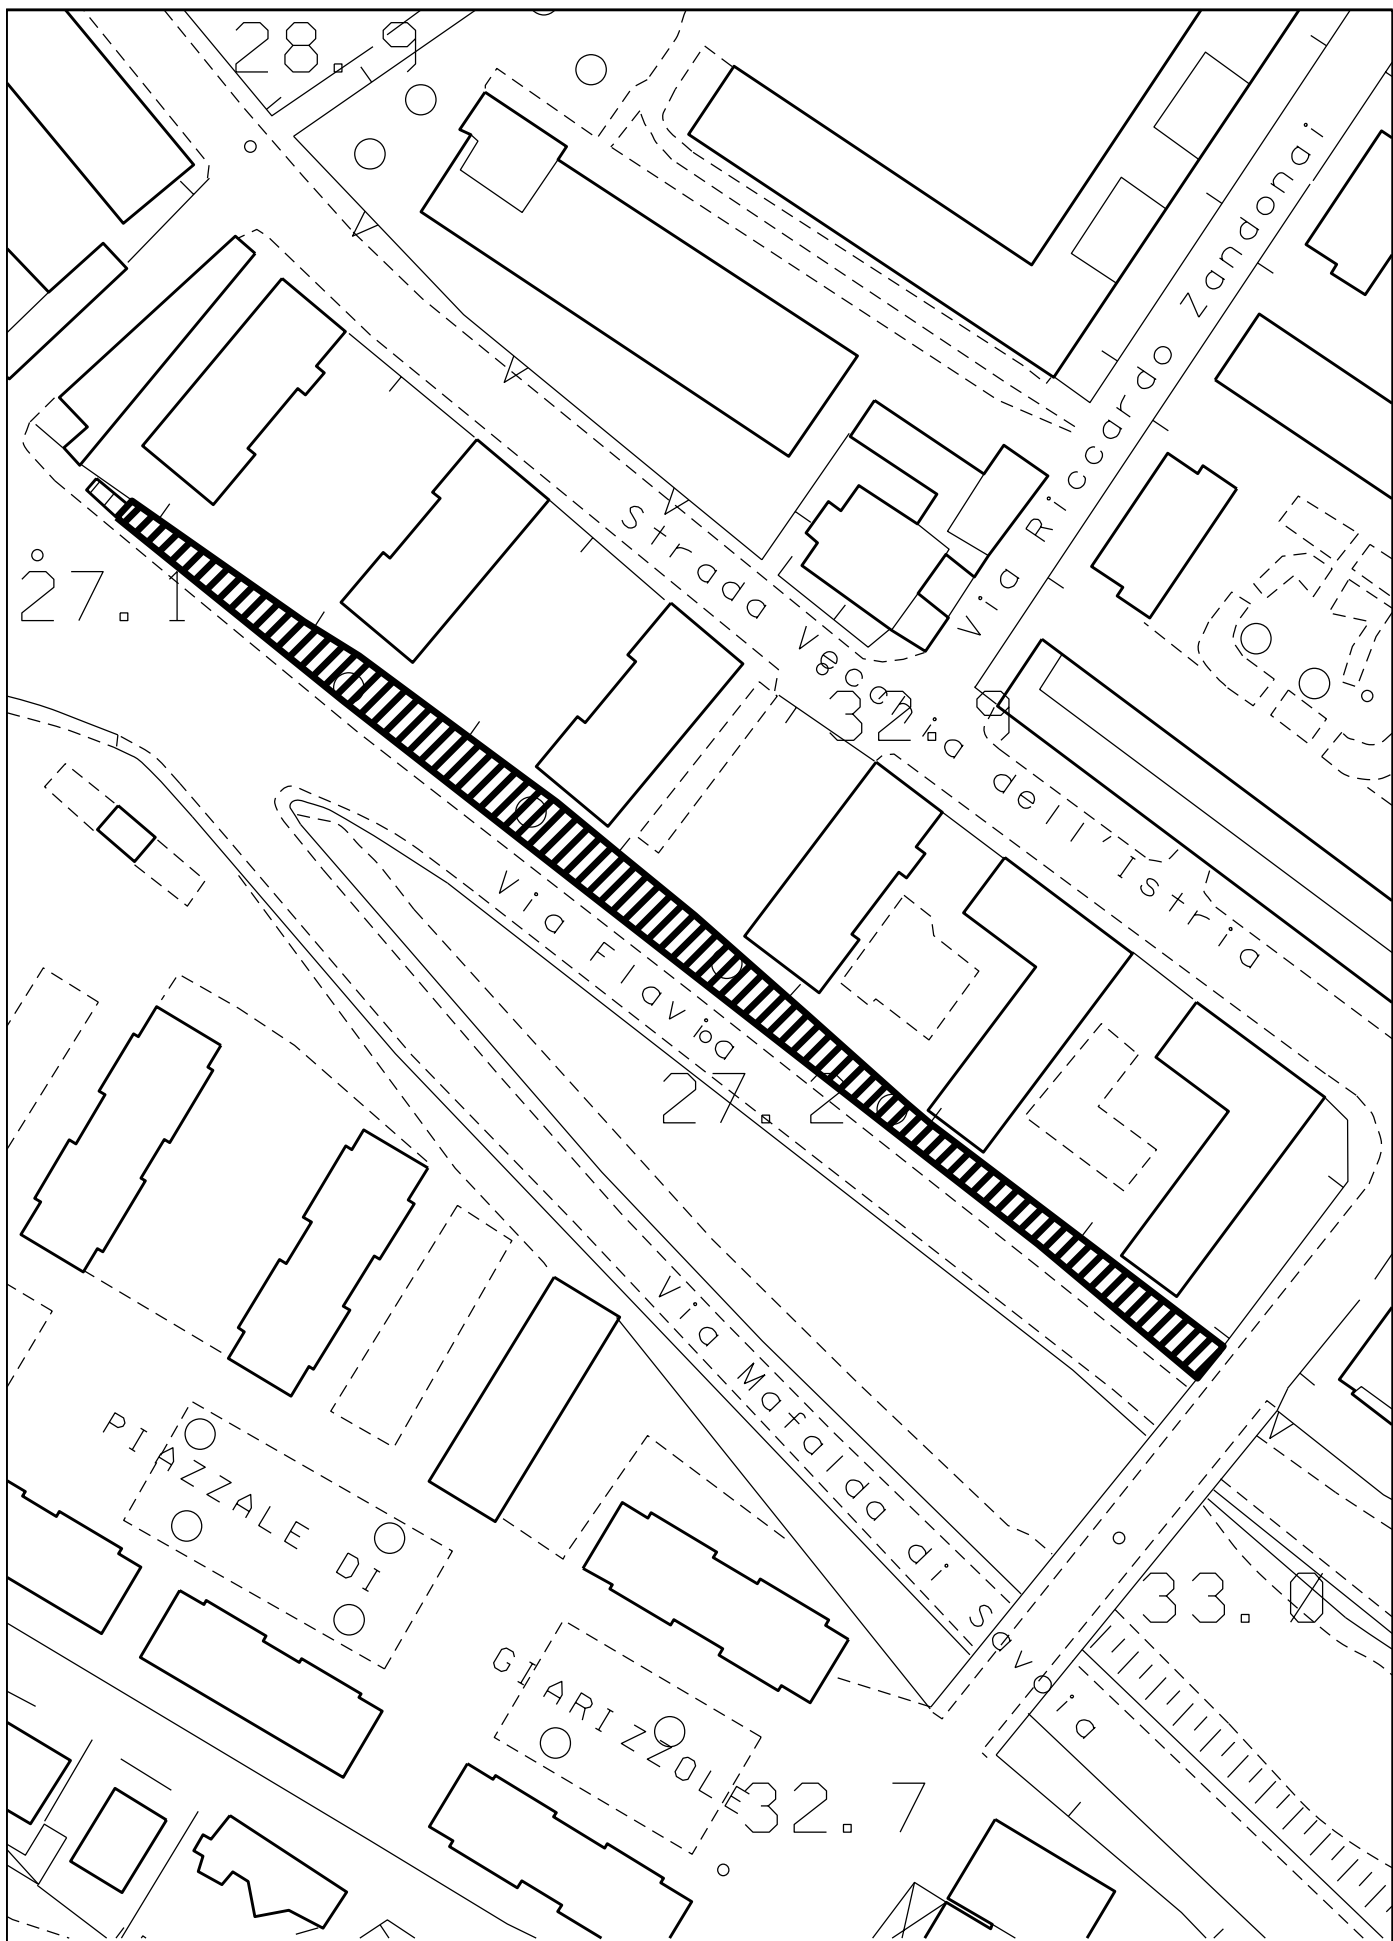 28.9
Via Riccardo Zandonai
Strada Vecchia dell'Istria
27.1
32.9
Via Flavia
27.2
Via Mafalda di Savoia
PIAZZALE DI
GIARIZZOLE
33.0
32.7